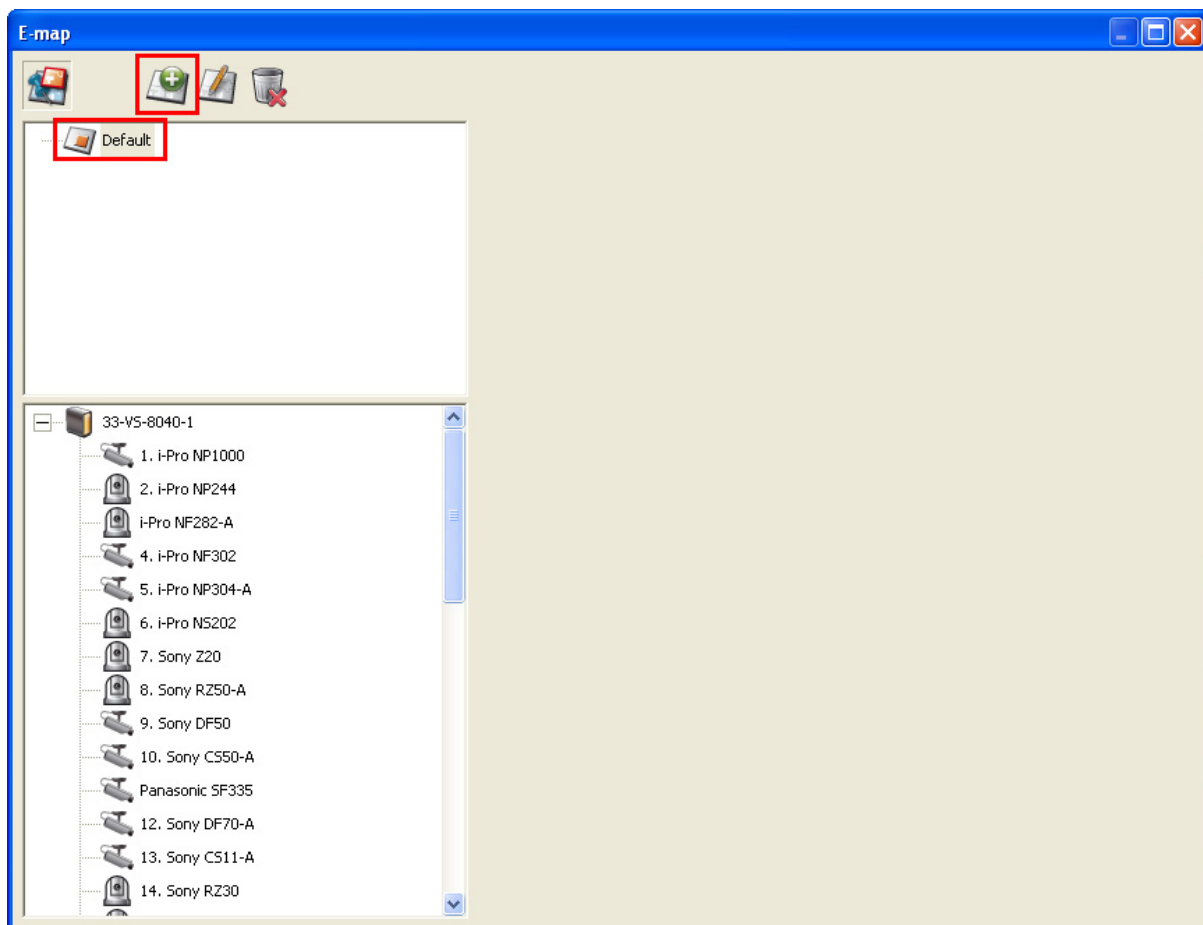 E-map
Default
33-VS-8040-1
1. i-Pro NP1000
2. i-Pro NP244
i-Pro NF282-A
4. i-Pro NF302
5. i-Pro NP304-A
6. i-Pro NS202
7. Sony Z20
8. Sony RZ50-A
9. Sony DF50
10. Sony CS50-A
Panasonic SF335
12. Sony DF70-A
13. Sony CS11-A
14. Sony RZ30